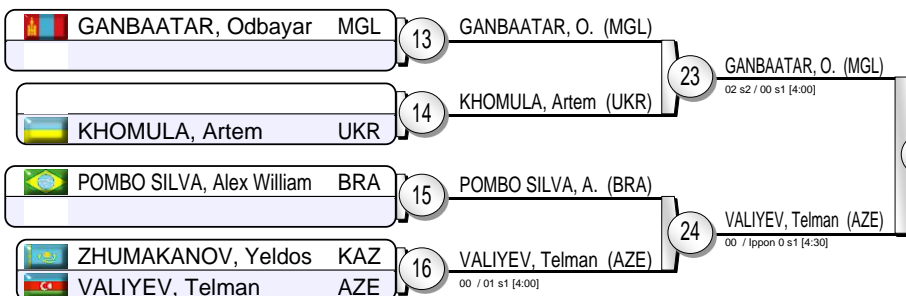 GANBAATAR, Odbayar MGL
13
GANBAATAR, O. (MGL)
23
GANBAATAR, O. (MGL)
02 s2 / 00 s1 [4:00]
14
KHOMULA, Artem (UKR)
KHOMULA, Artem UKR
POMBO SILVA, Alex William BRA
15
POMBO SILVA, A. (BRA)
24
VALIYEV, Telman (AZE)
00 / Ippon 0 s1 [4:30]
ZHUMAKANOV, Yeldos KAZ
16
VALIYEV, Telman (AZE)
00 / 01 s1 [4:00]
VALIYEV, Telman AZE